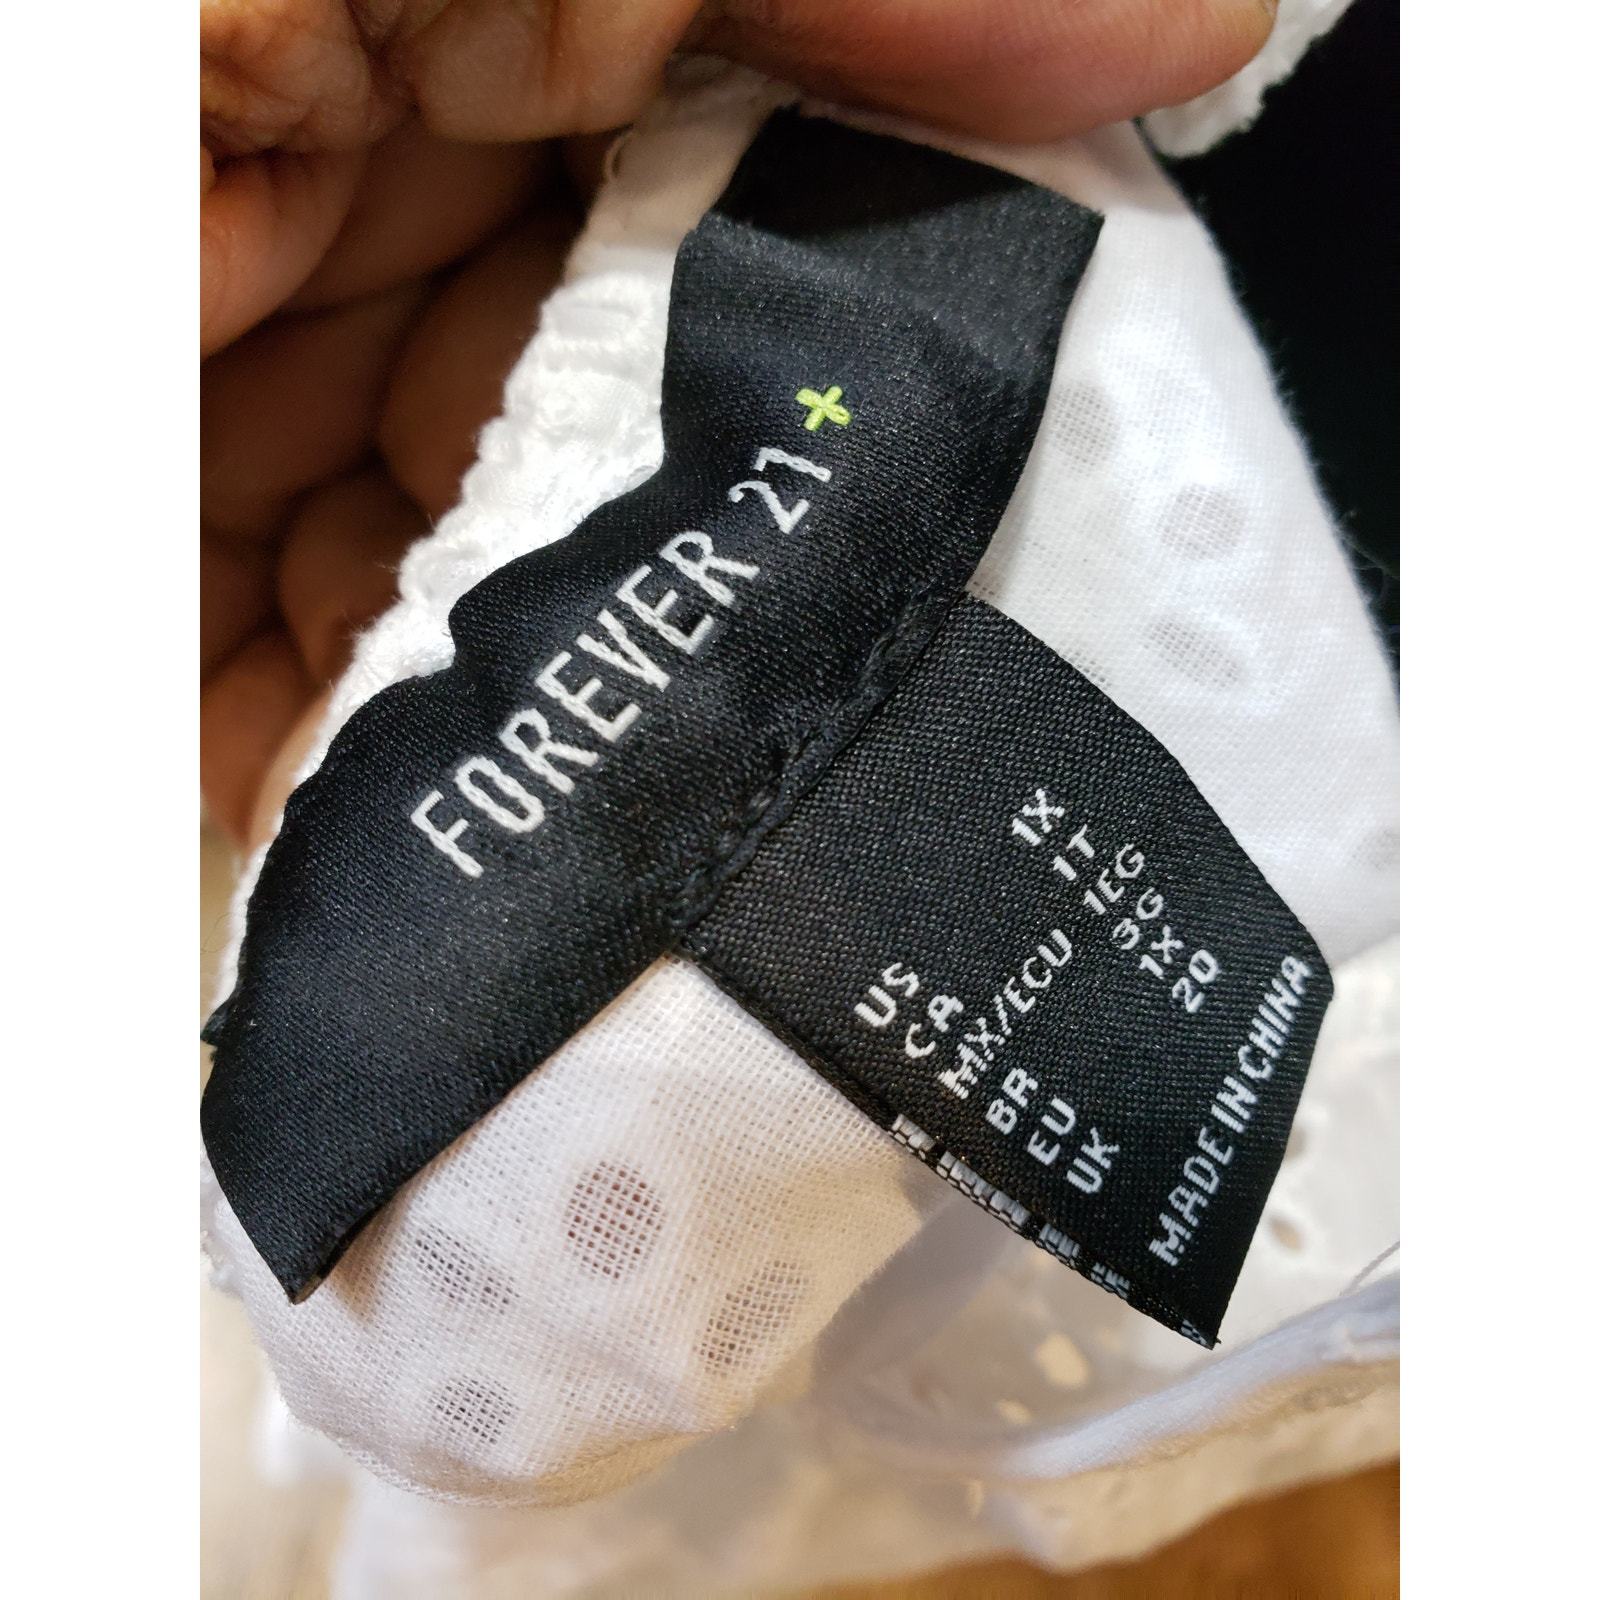 FOREVER 21 +
US 1X
CA 1T
MX/ECU 1EG
BR 3G
EU 1X
UK 20
MADE IN CHINA